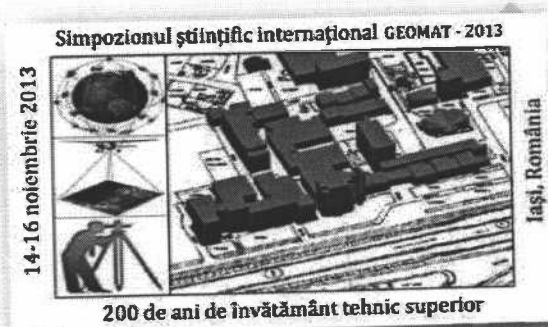 Simpozionul științific internațional GEOMAT - 2013
14-16 noiembrie 2013
Iași, România
200 de ani de învățământ tehnic superior